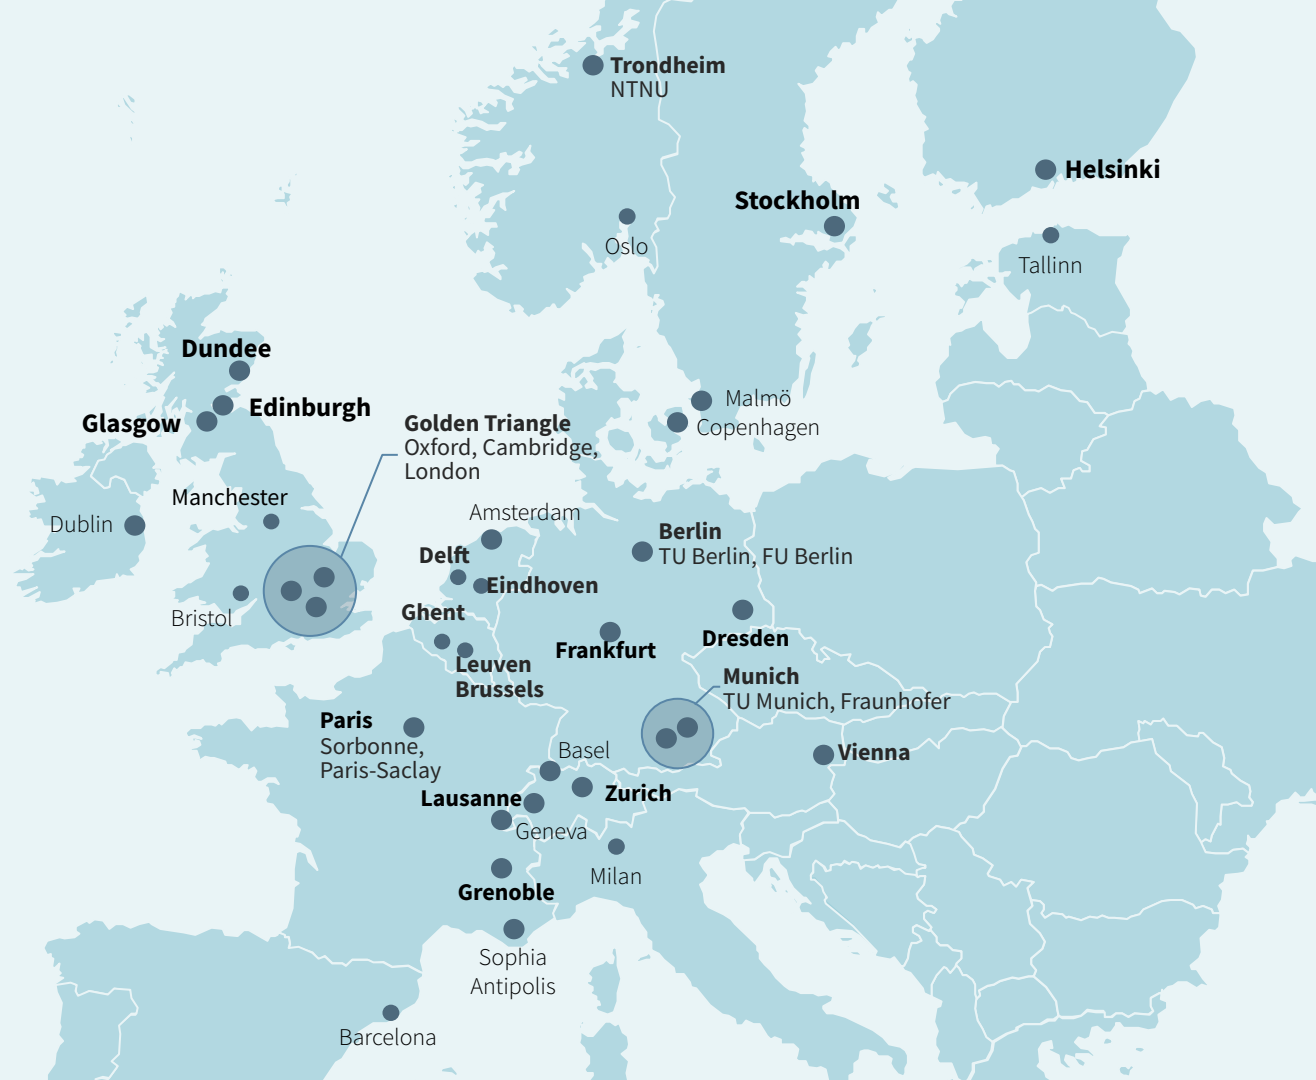 Trondheim
NTNU
Helsinki
Stockholm
Oslo
Tallinn
Dundee
Edinburgh
Glasgow
Malmö
Copenhagen
Golden Triangle
Oxford, Cambridge,
London
Manchester
Dublin
Amsterdam
Berlin
TU Berlin, FU Berlin
Delft
Eindhoven
Ghent
Bristol
Frankfurt
Dresden
Leuven
Brussels
Munich
TU Munich, Fraunhofer
Paris
Sorbonne,
Paris-Saclay
Basel
Vienna
Lausanne
Zurich
Geneva
Milan
Grenoble
Sophia
Antipolis
Barcelona